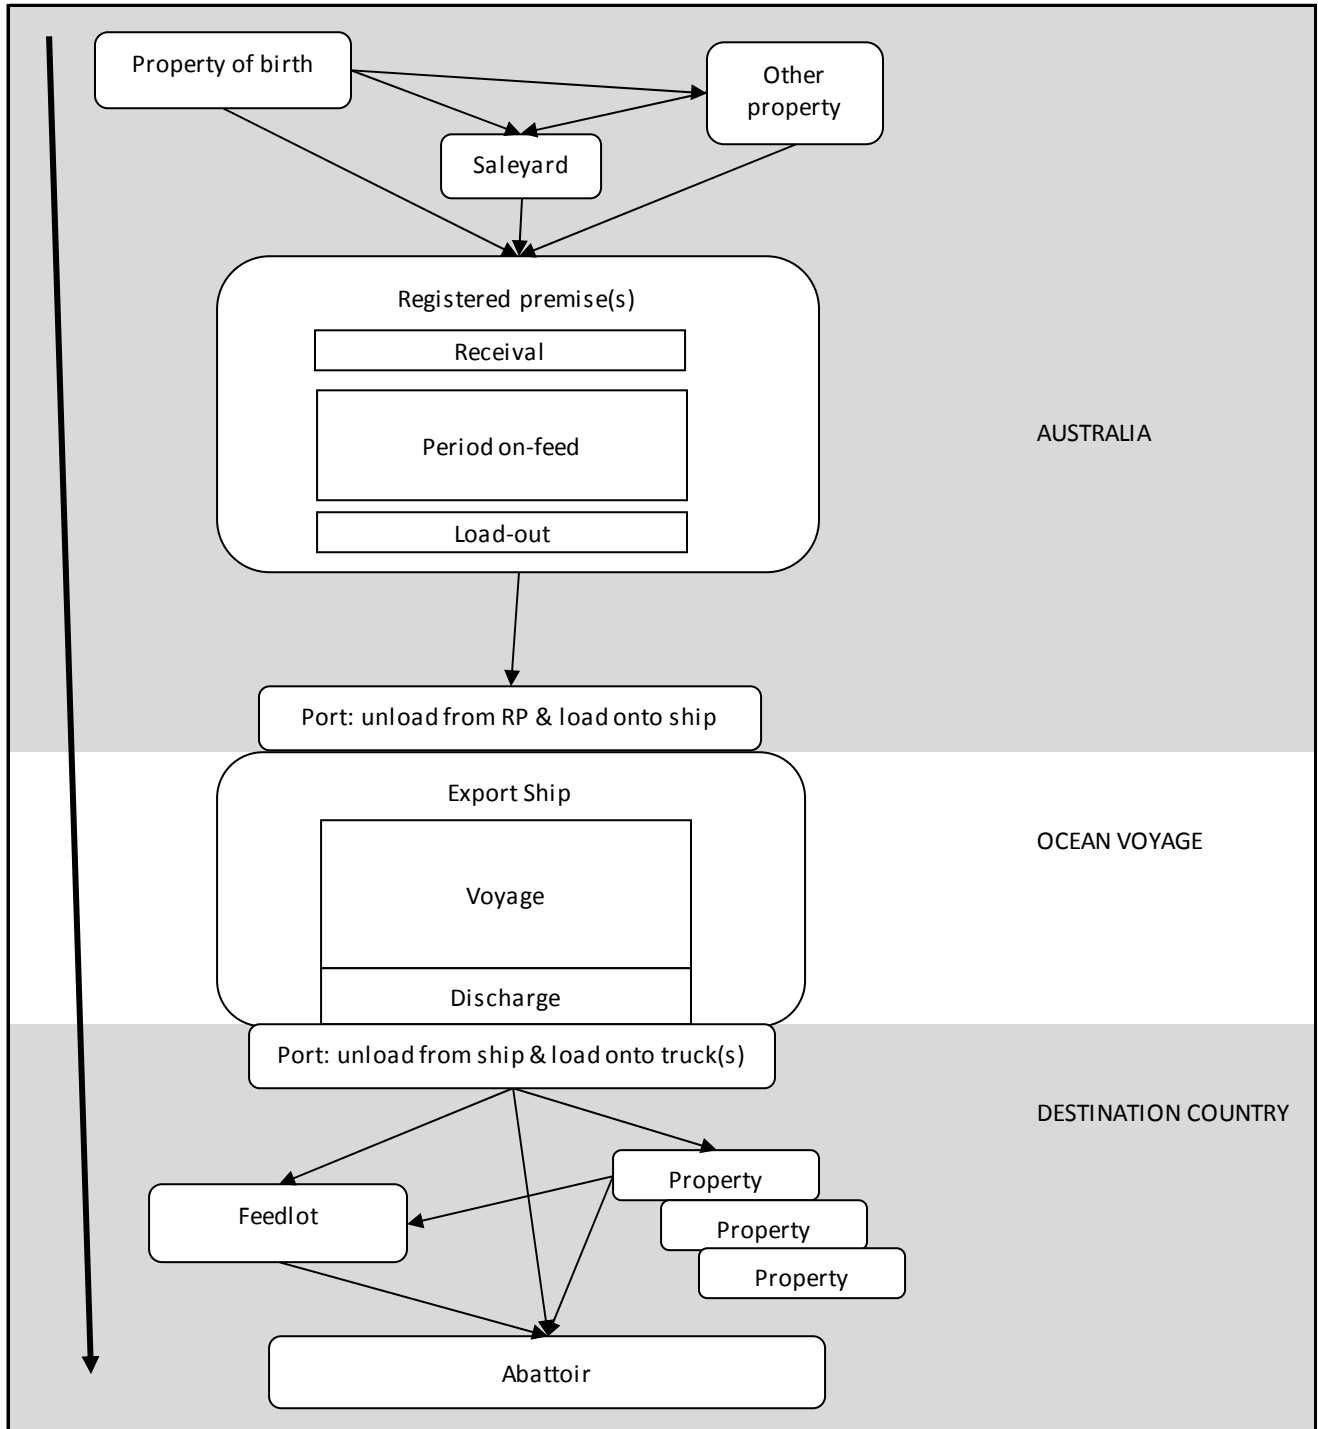 Property of birth
Other
property
Saleyard
Registered premise(s)
Receival
Period on-feed
AUSTRALIA
Load-out
Port: unload from RP & load onto ship
Export Ship
OCEAN VOYAGE
Voyage
Discharge
Port: unload from ship & load onto truck(s)
DESTINATION COUNTRY
Property
Feedlot
Property
Property
Abattoir